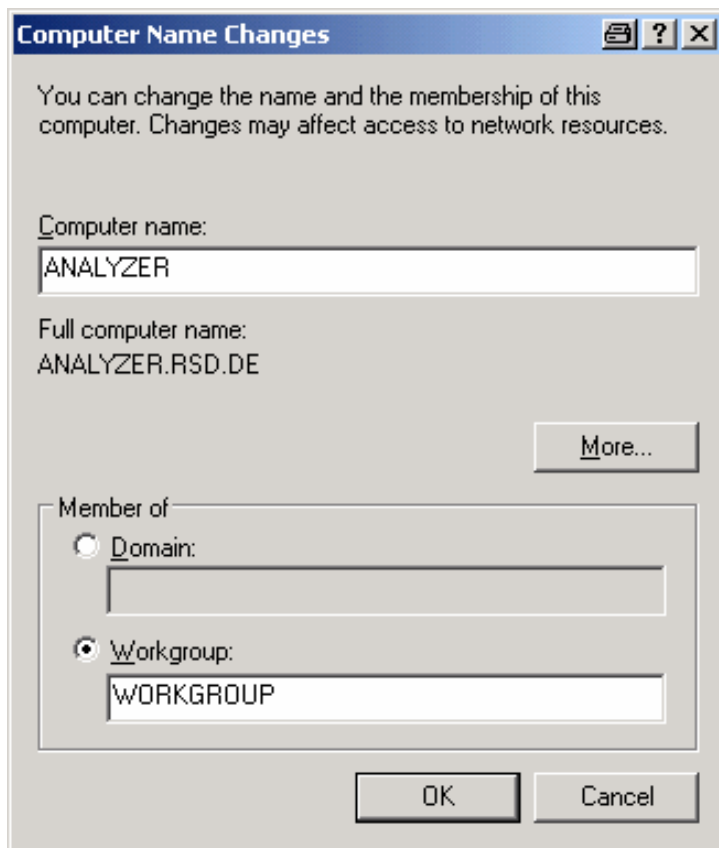 Computer Name Changes
You can change the name and the membership of this
computer. Changes may affect access to network resources.
Computer name:
ANALYZER
Full computer name:
ANALYZER.RSD.DE
More...
Member of
Domain:
Workgroup:
WORKGROUP
OK Cancel